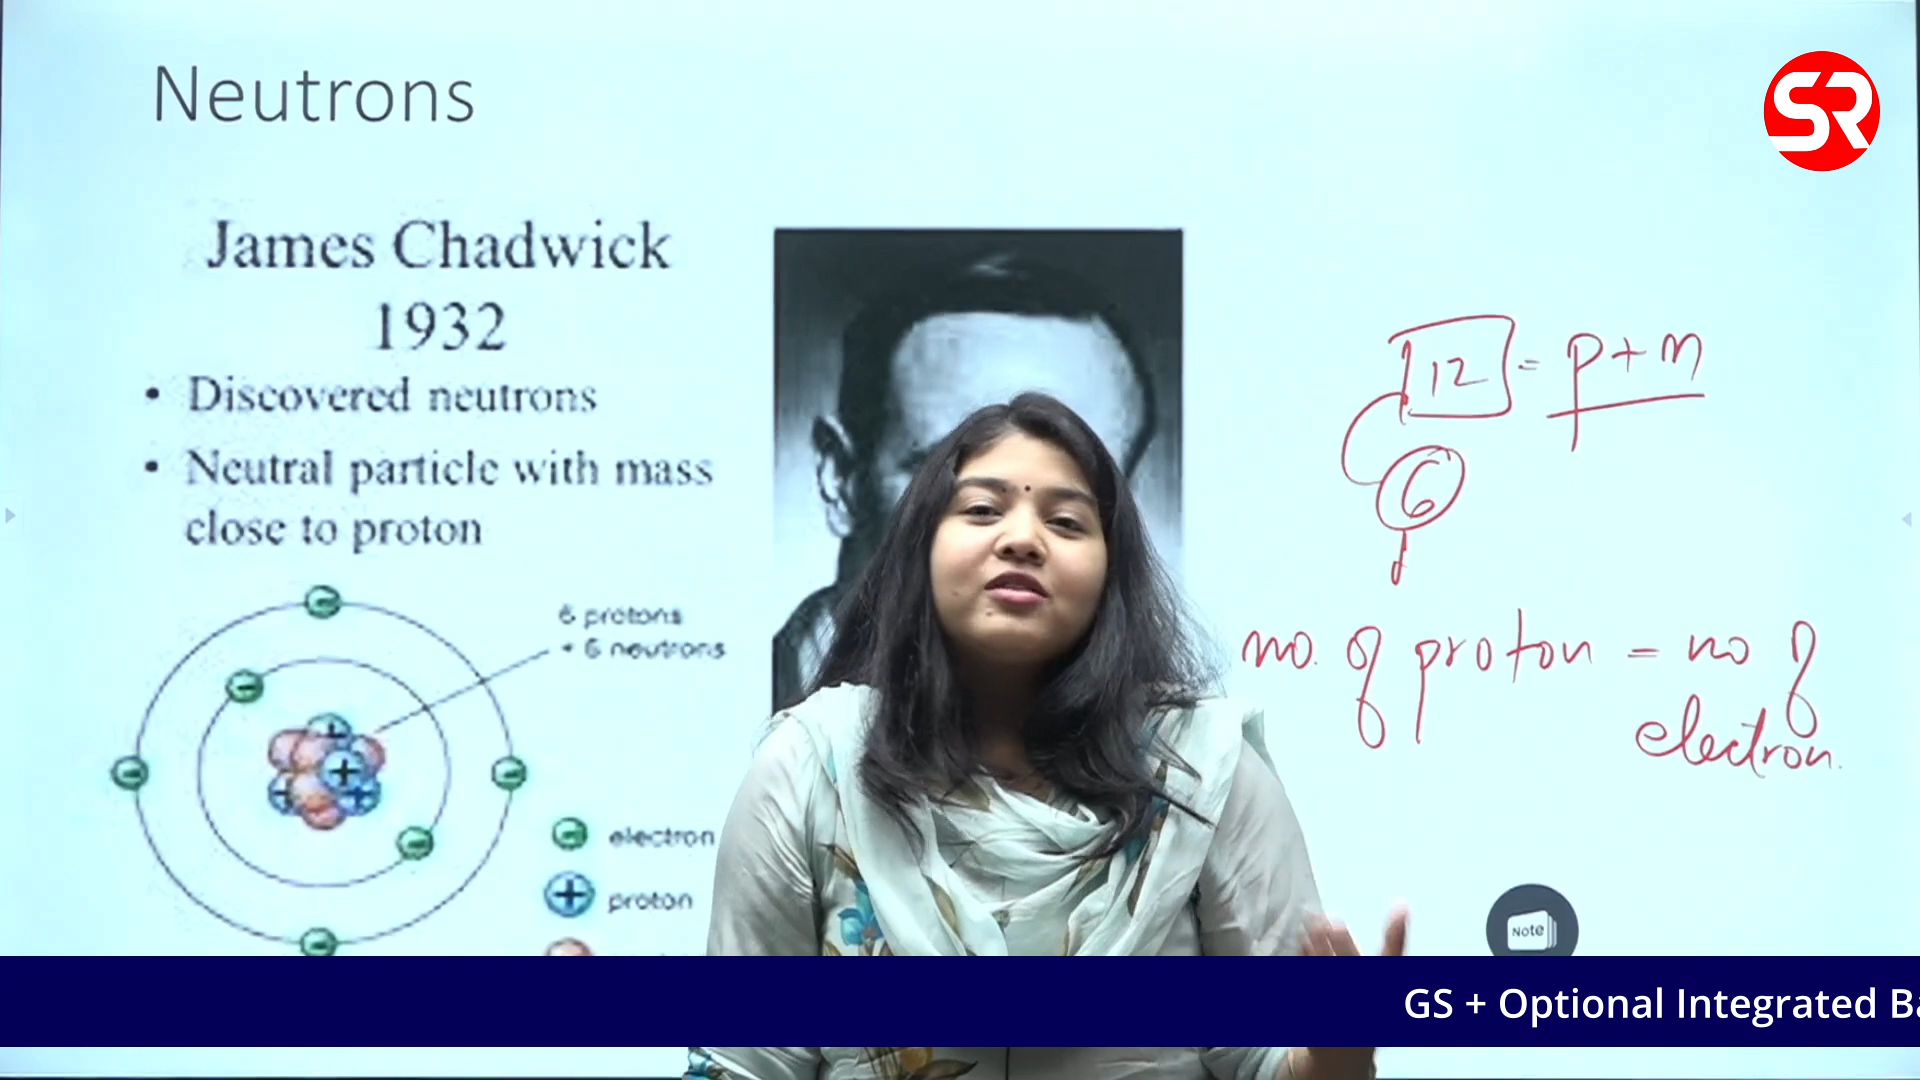 Neutrons
SR
James Chadwick
1932
• Discovered neutrons
• Neutral particle with mass
close to proton
6 protons
+ 6 neutrons
electron
proton
12 = p + n
6
no. of proton = no of
electron.
Note
GS + Optional Integrated